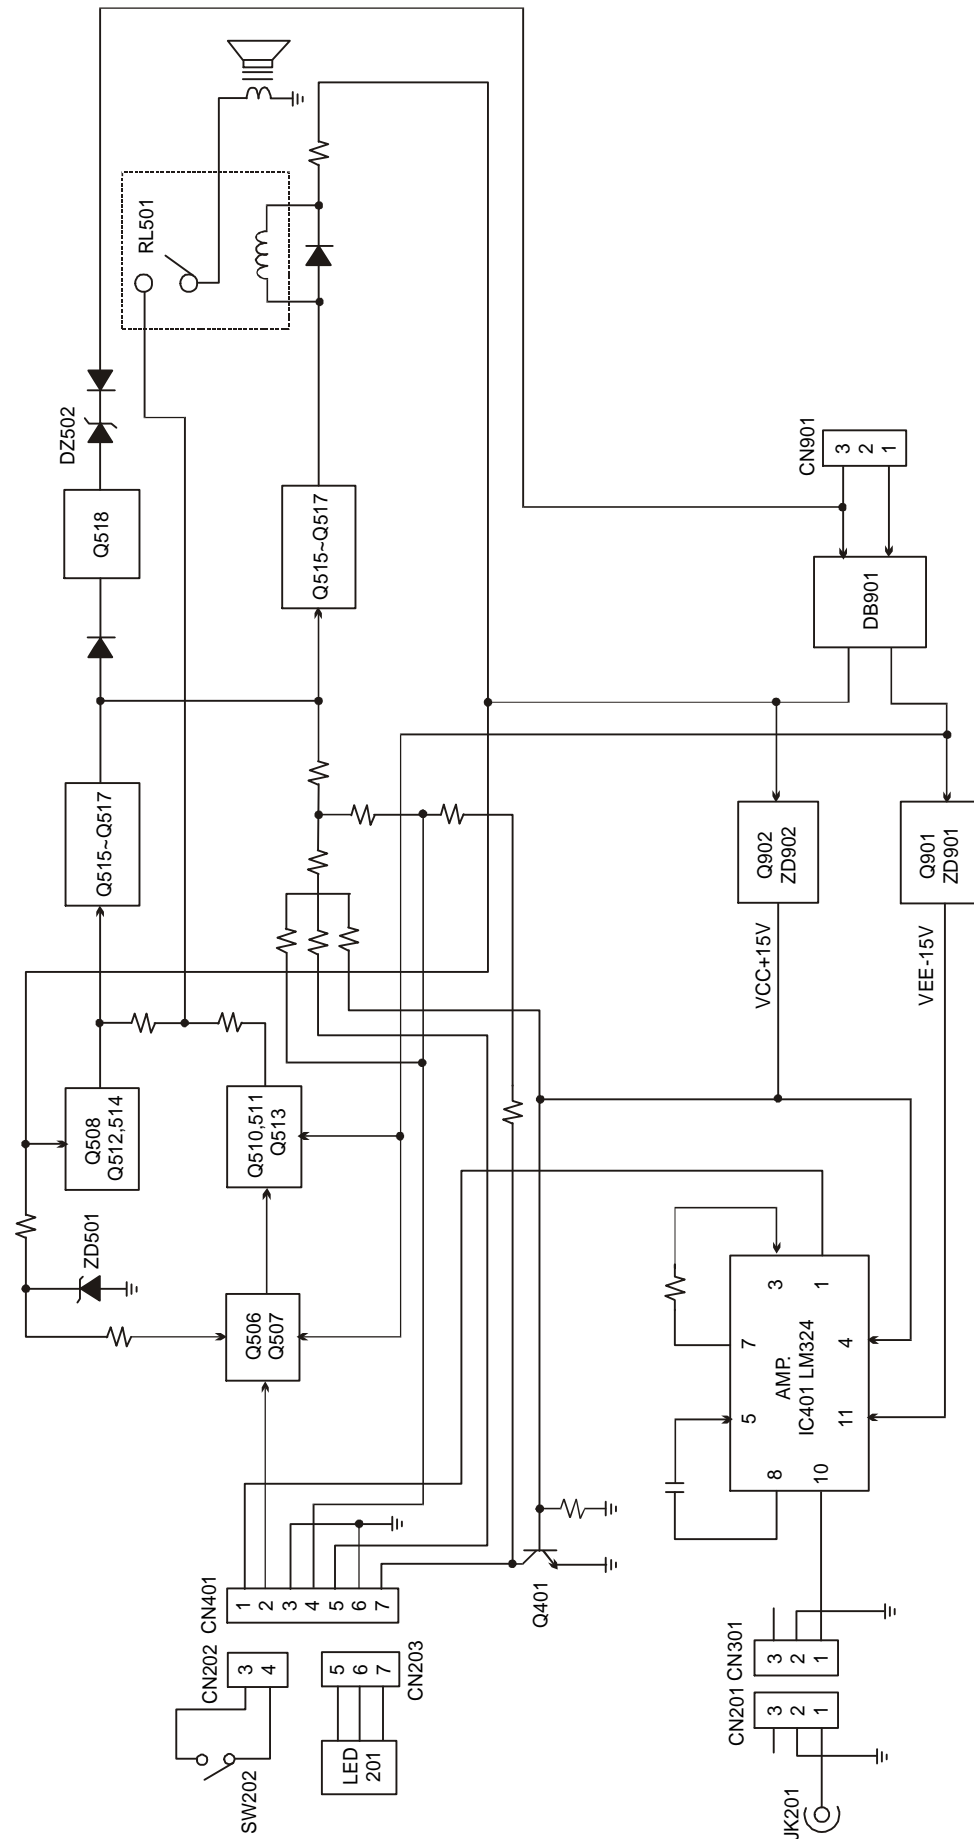 RL501
DZ502
Q518
Q515~Q517
CN901
3
2
1
DB901
Q515~Q517
Q902
ZD902
Q901
ZD901
VCC+15V
VEE-15V
Q508
Q512,514
Q510,511
Q513
ZD501
Q506
Q507
3
1
7
4
AMP.
IC401 LM324
5
11
8
10
CN401
1
2
3
4
5
6
7
Q401
CN202
3
4
5
6
7
CN203
CN301
3
2
1
CN201
3
2
1
SW202
LED
201
JK201